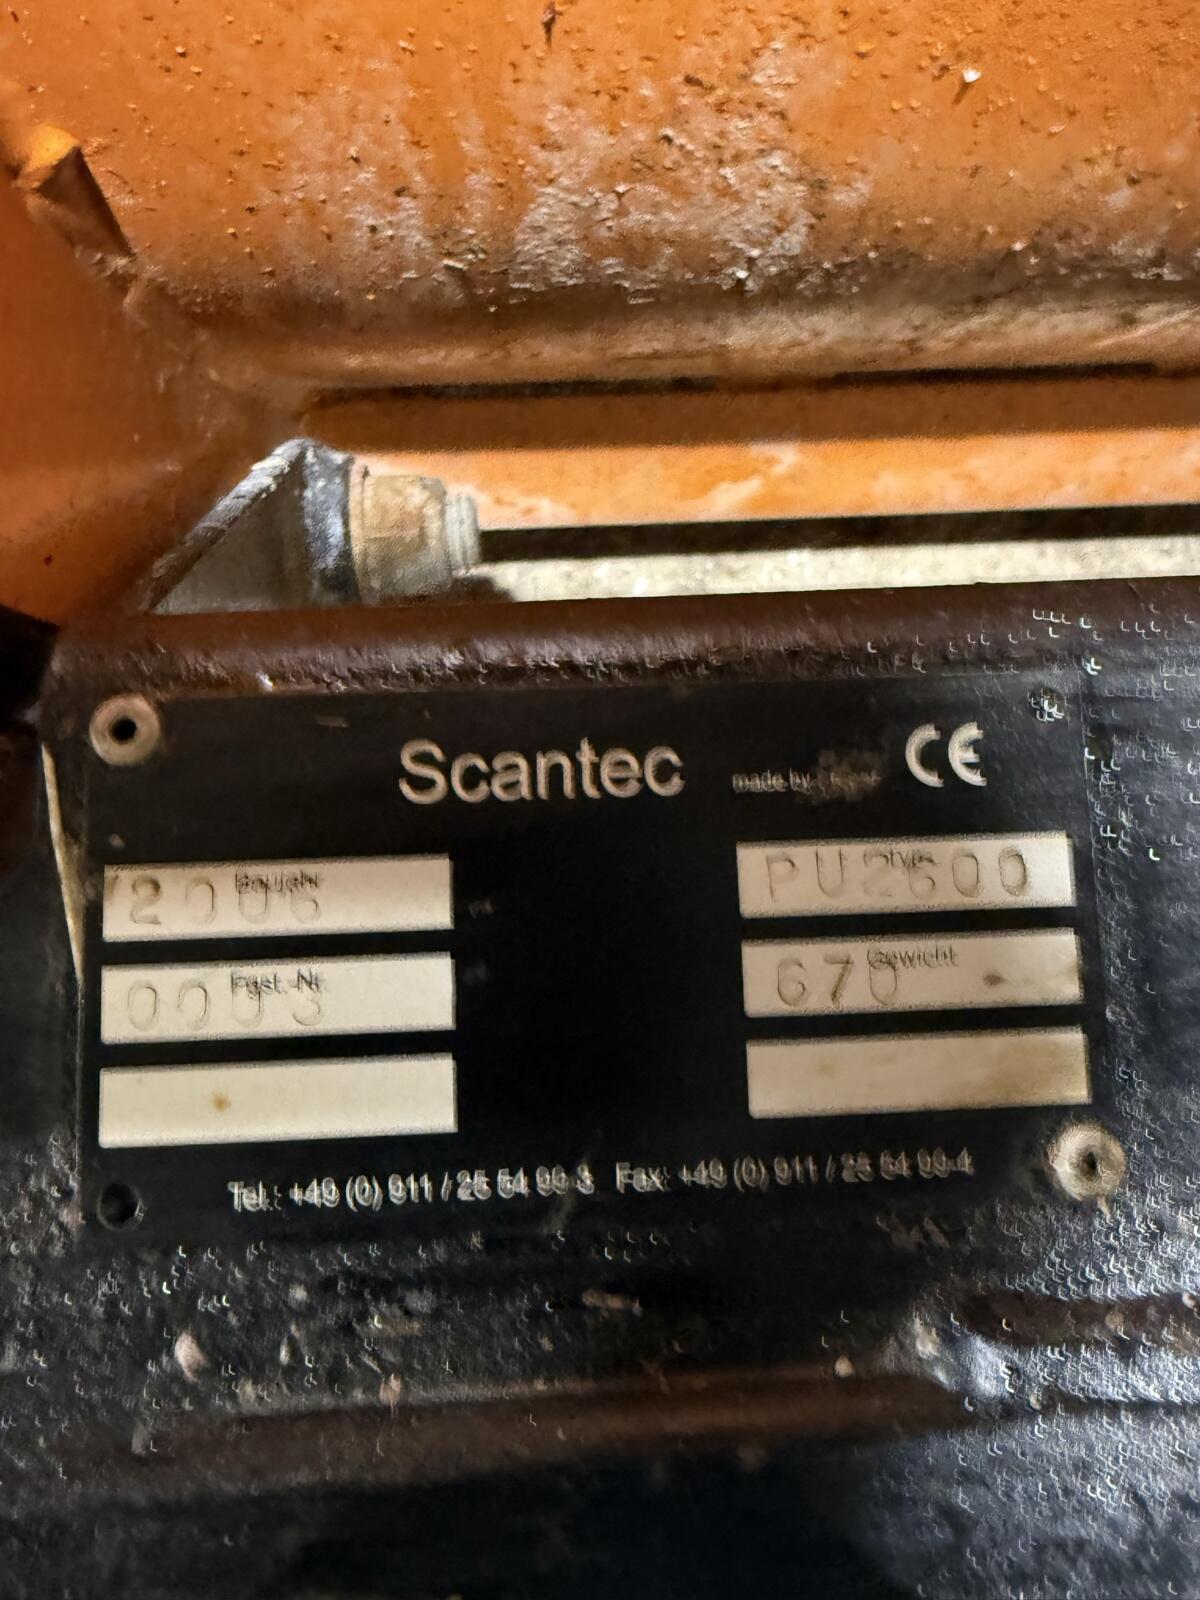 Scantec made by CE
Baujahr 2006
Typ PU2600
Fgst. Nr. 0003
Gewicht 670
Tel.: +49 (0) 911 / 25 54 99-3 Fax: +49 (0) 911 / 25 54 99-4